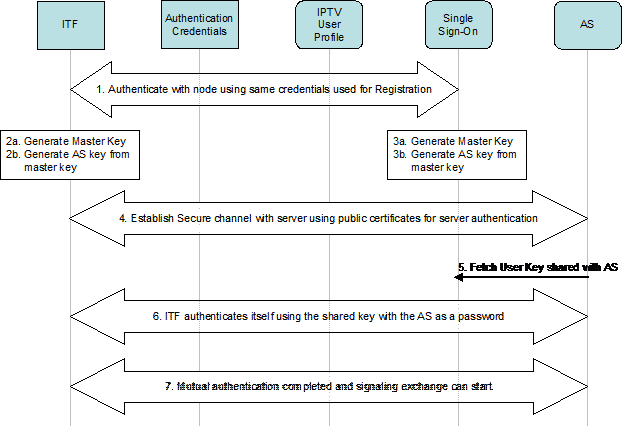 ITF
Authentication
Credentials
IPTV
User
Profile
Single
Sign-On
AS
1. Authenticate with node using same credentials used for Registration
2a. Generate Master Key
2b. Generate AS key from
master key
3a. Generate Master Key
3b. Generate AS key from
master key
4. Establish Secure channel with server using public certificates for server authentication
5. Fetch User Key shared with AS
6. ITF authenticates itself using the shared key with the AS as a password
7. Mutual authentication completed and signaling exchange can start.